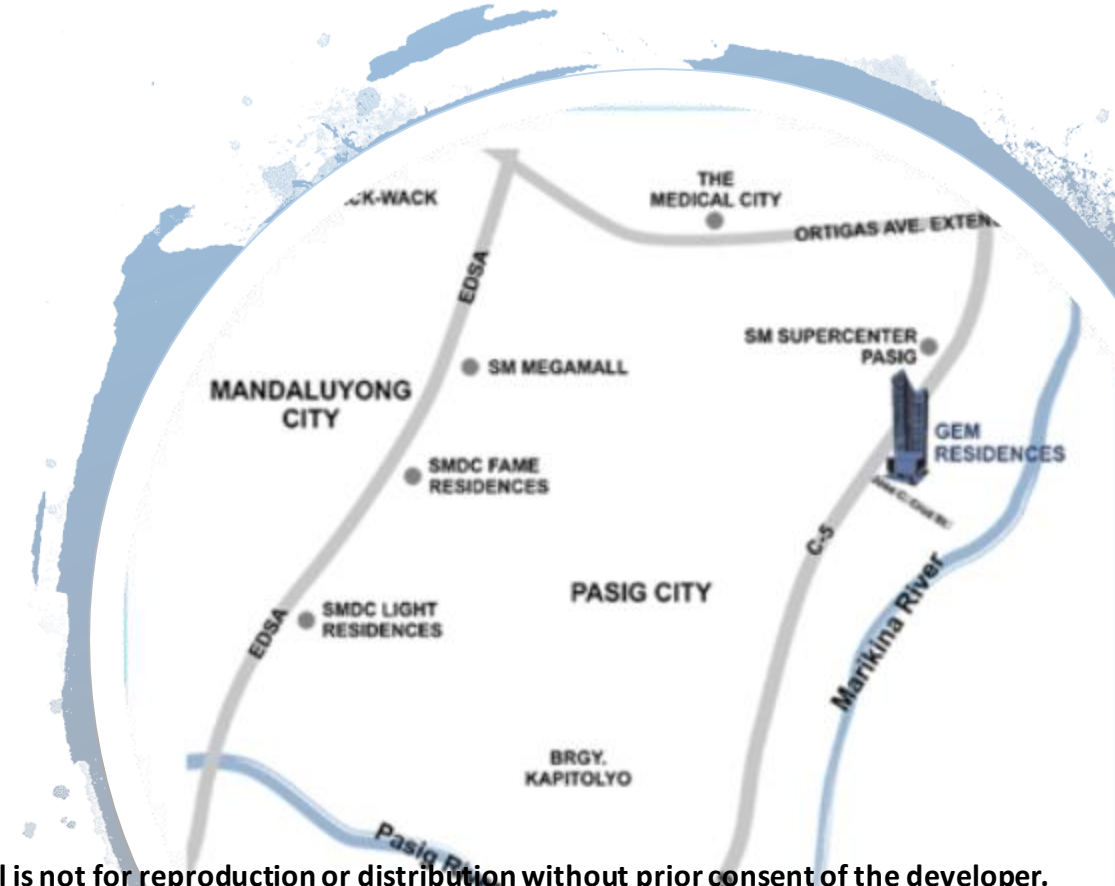 THE
MEDICAL CITY
CK-WACK
ORTIGAS AVE.
EDSA
SM SUPERCENTER
PASIG
SM MEGAMALL
MANDALUYONG
CITY
GEM
RESIDENCES
SMDC FAME
RESIDENCES
C-5
PASIG CITY
SMDC LIGHT
RESIDENCES
EDSA
Marikina River
BRGY.
KAPITOLYO
Pasig
is not for reproduction or distribution without prior consent of the developer.